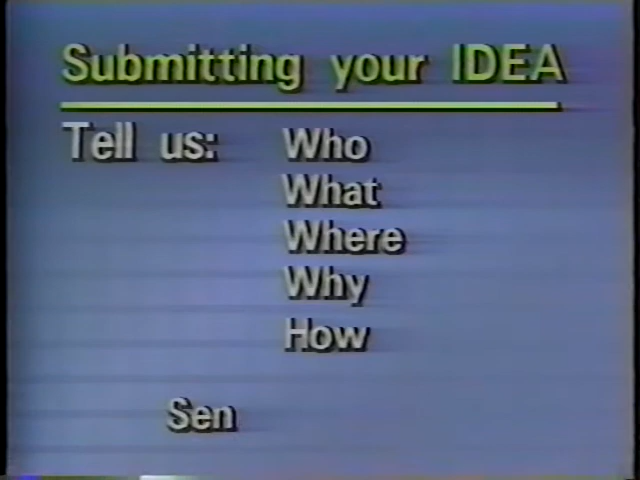 Submitting your IDEA
Tell us: Who
What
Where
Why
How
Sen